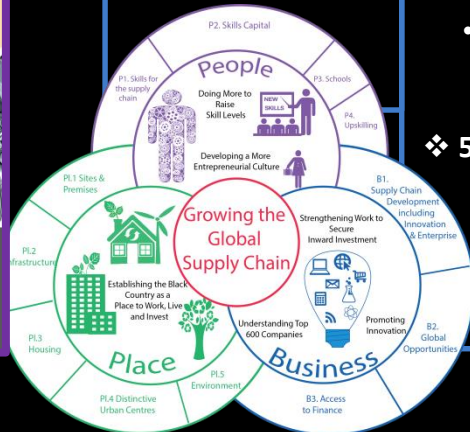 P2. Skills Capital
P1. Skills for
the supply
chain
People
P3. Schools
Doing More to
Raise
Skill Levels
NEW
SKILLS
P4.
Upskilling
Developing a More
Entrepreneurial Culture
❖ 5
Pl.1 Sites &
Premises
B1.
Supply Chain
Development
including
Innovation
& Enterprise
Growing the
Global
Supply Chain
Strengthening Work to
Secure
Inward Investment
Pl.2
nfrastructure
Establishing the Black
Country as a
Place to Work, Live
and Invest
Understanding Top
600 Companies
Promoting
Innovation
B2.
Global
Opportunities
Pl.3
Housing
Place
Business
Pl.5
Environment
Pl.4 Distinctive
Urban Centres
B3. Access
to Finance